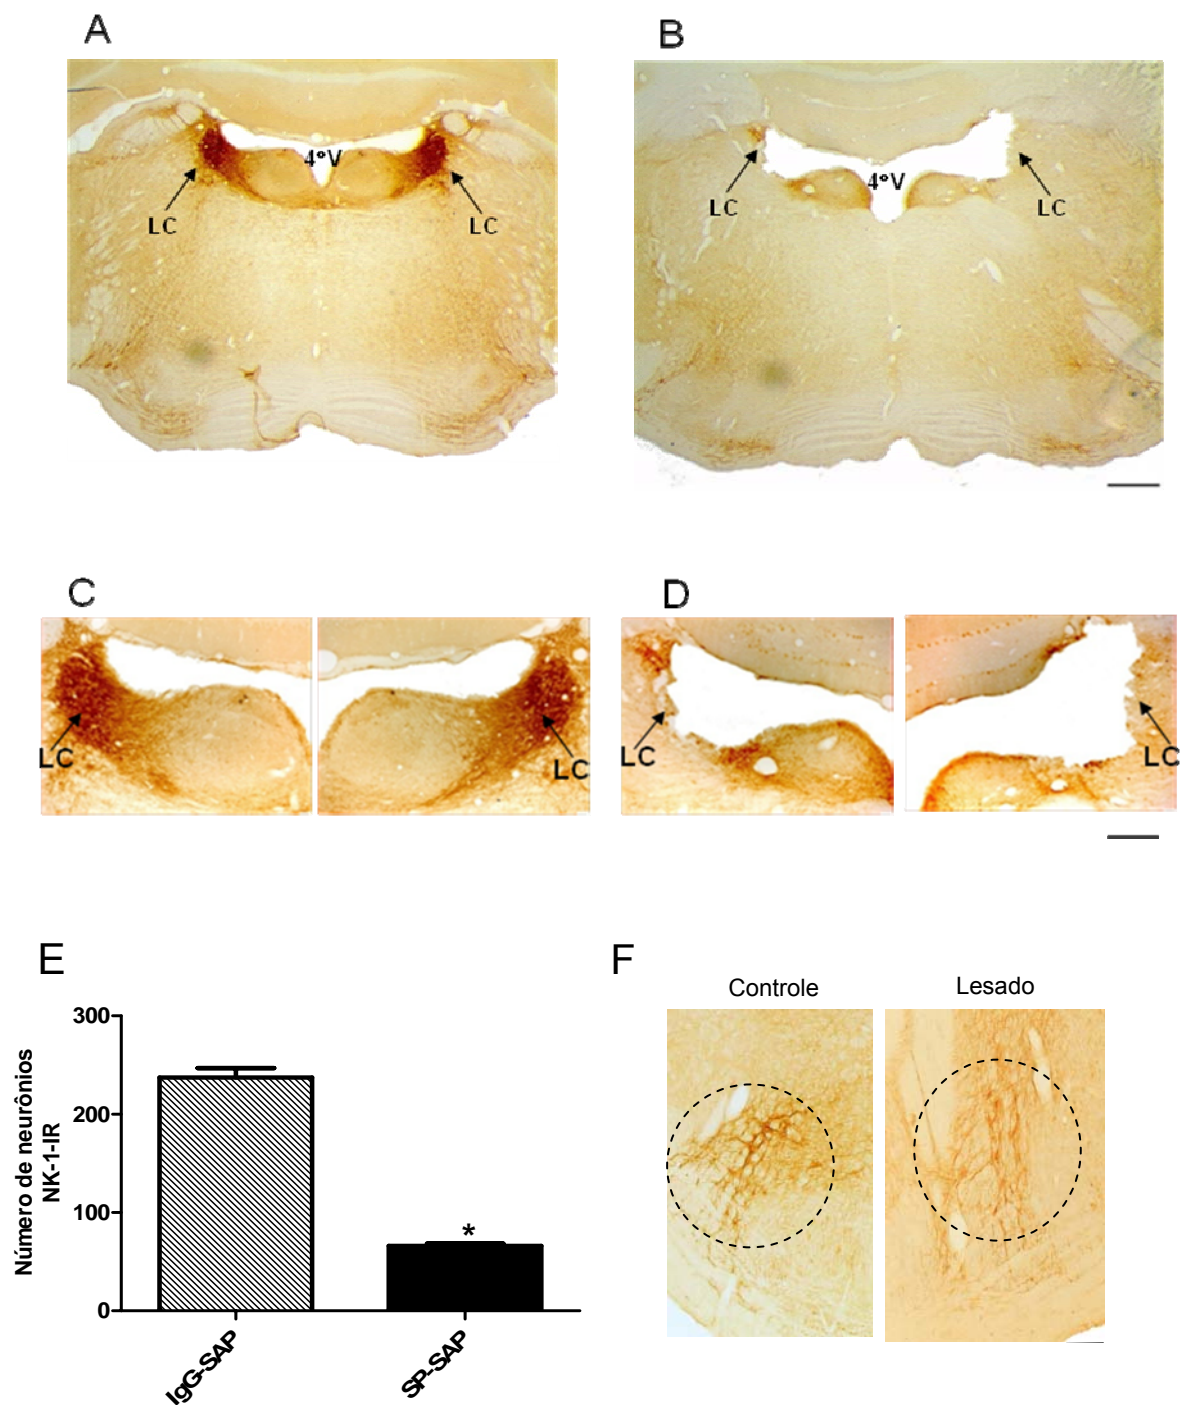 A
B
4°V
LC
LC
4°V
LC
LC
C
D
LC
LC
LC
LC
E
F
Controle
Lesado
Número de neurônios
NK-1-IR
300
200
100
0
*
IgG-SAP
SP-SAP